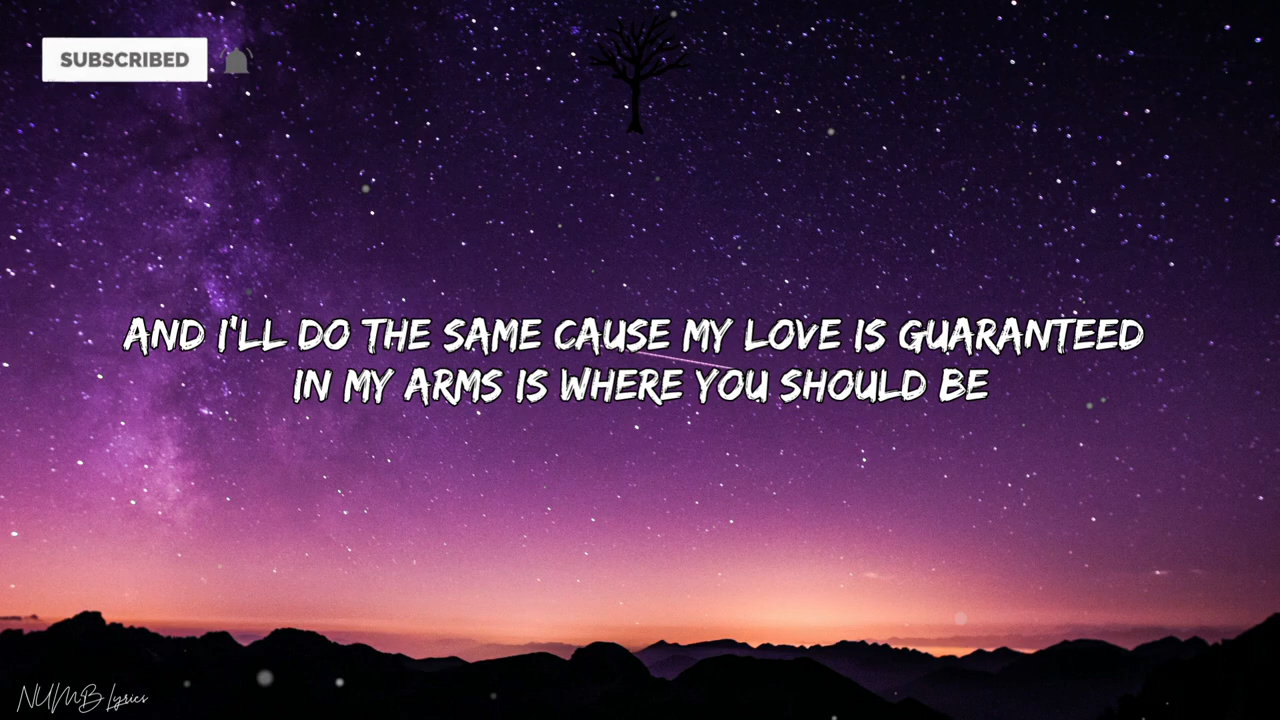 SUBSCRIBED
AND I'LL DO THE SAME CAUSE MY LOVE IS GUARANTEED
IN MY ARMS IS WHERE YOU SHOULD BE
NUMB Lyrics